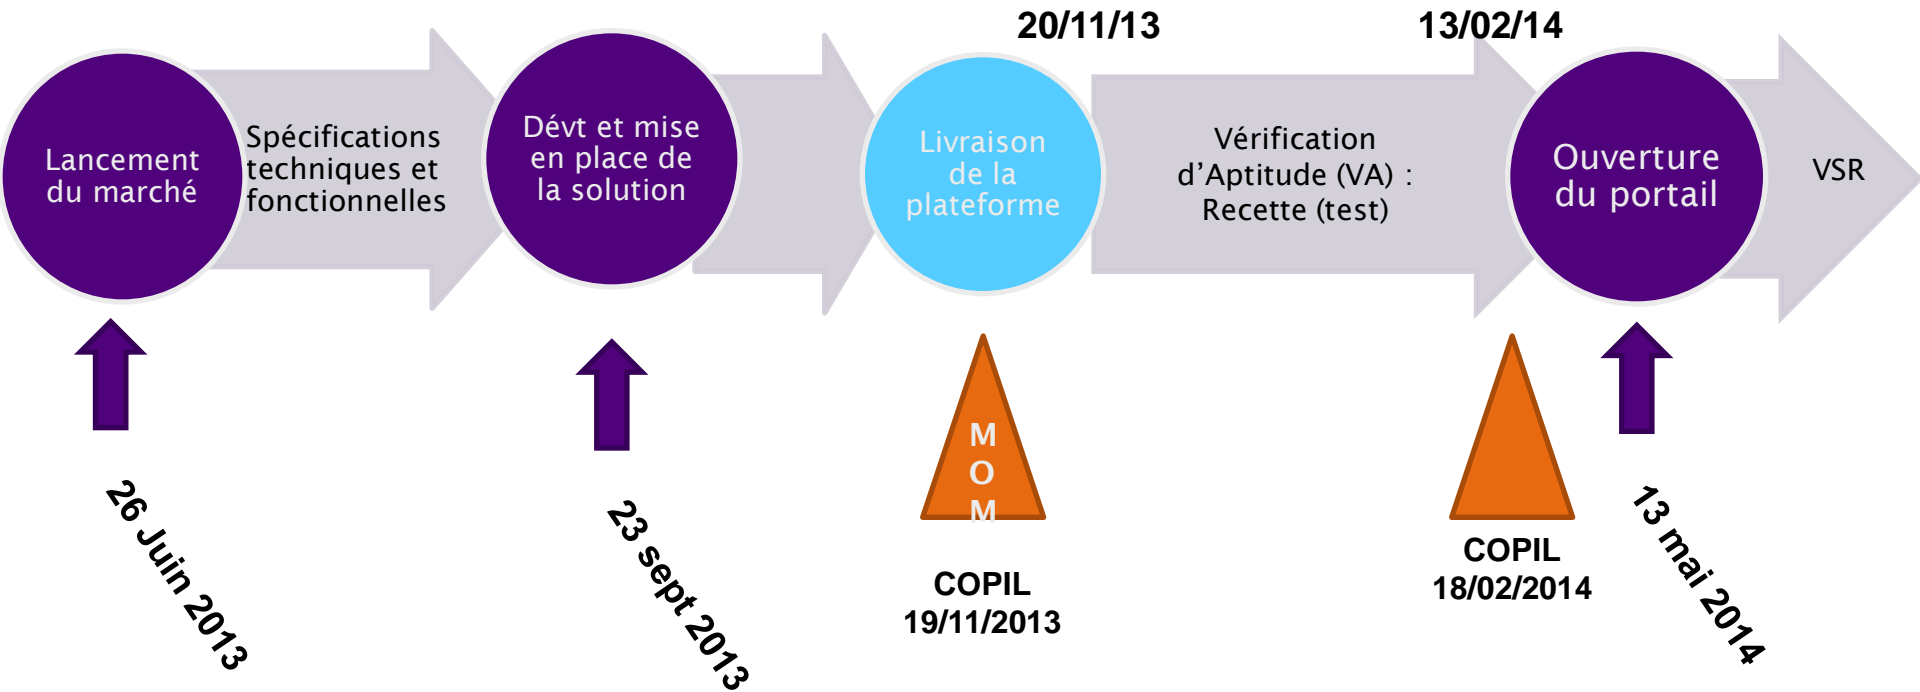 20/11/13
13/02/14
Lancement
du marché
Spécifications
techniques et
fonctionnelles
Dévt et mise
en place de
la solution
Livraison
de la
plateforme
Vérification
d’Aptitude (VA) :
Recette (test)
Ouverture
du portail
VSR
M
O
M
26 Juin 2013
23 sept 2013
COPIL
19/11/2013
COPIL
18/02/2014
13 mai 2014